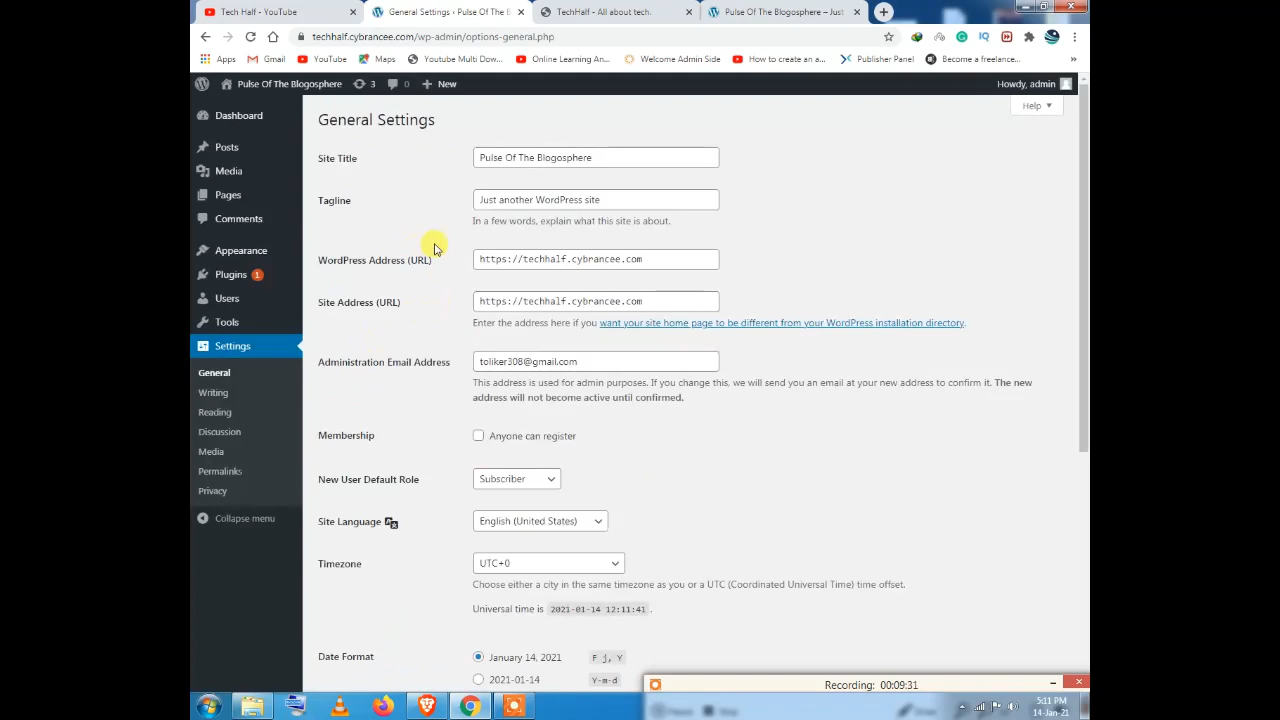 Tech Half - YouTube
General Settings ‹ Pulse Of The B
TechHalf - All about tech.
Pulse Of The Blogosphere – Just
techhalf.cybrancee.com/wp-admin/options-general.php
Apps
Gmail
YouTube
Maps
Youtube Multi Dow...
Online Learning An...
Welcome Admin Side
How to create an a...
Publisher Panel
Become a freelance...
»
Pulse Of The Blogosphere
3
0
New
Howdy, admin
Help
Dashboard
Posts
Media
Pages
Comments
Appearance
Plugins 1
Users
Tools
Settings
General
Writing
Reading
Discussion
Media
Permalinks
Privacy
Collapse menu
General Settings
Site Title
Pulse Of The Blogosphere
Tagline
Just another WordPress site
In a few words, explain what this site is about.
WordPress Address (URL)
https://techhalf.cybrancee.com
Site Address (URL)
https://techhalf.cybrancee.com
Enter the address here if you want your site home page to be different from your WordPress installation directory.
Administration Email Address
toliker308@gmail.com
This address is used for admin purposes. If you change this, we will send you an email at your new address to confirm it. The new
address will not become active until confirmed.
Membership
Anyone can register
New User Default Role
Subscriber
Site Language
English (United States)
Timezone
UTC+0
Choose either a city in the same timezone as you or a UTC (Coordinated Universal Time) time offset.
Universal time is 2021-01-14 12:11:41 .
Date Format
January 14, 2021
F j, Y
2021-01-14
Y-m-d
Recording: 00:09:31
5:11 PM
14-Jan-21